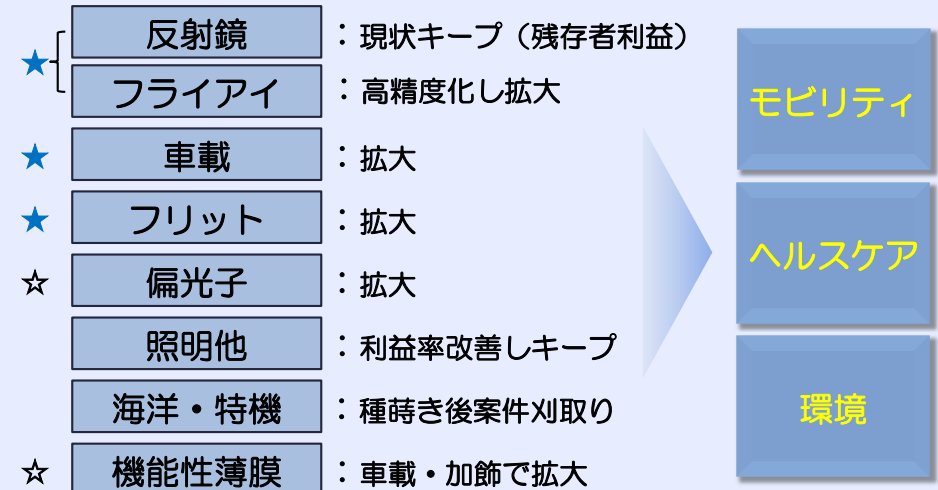 反射鏡 :現状キープ（残存者利益）
フライアイ :高精度化し拡大
★
★ 車載 :拡大
★ フリット :拡大
☆ 偏光子 :拡大
照明他 :利益率改善しキープ
海洋・特機 :種蒔き後案件刈取り
☆ 機能性薄膜 :車載・加飾で拡大
モビリティ
ヘルスケア
環境